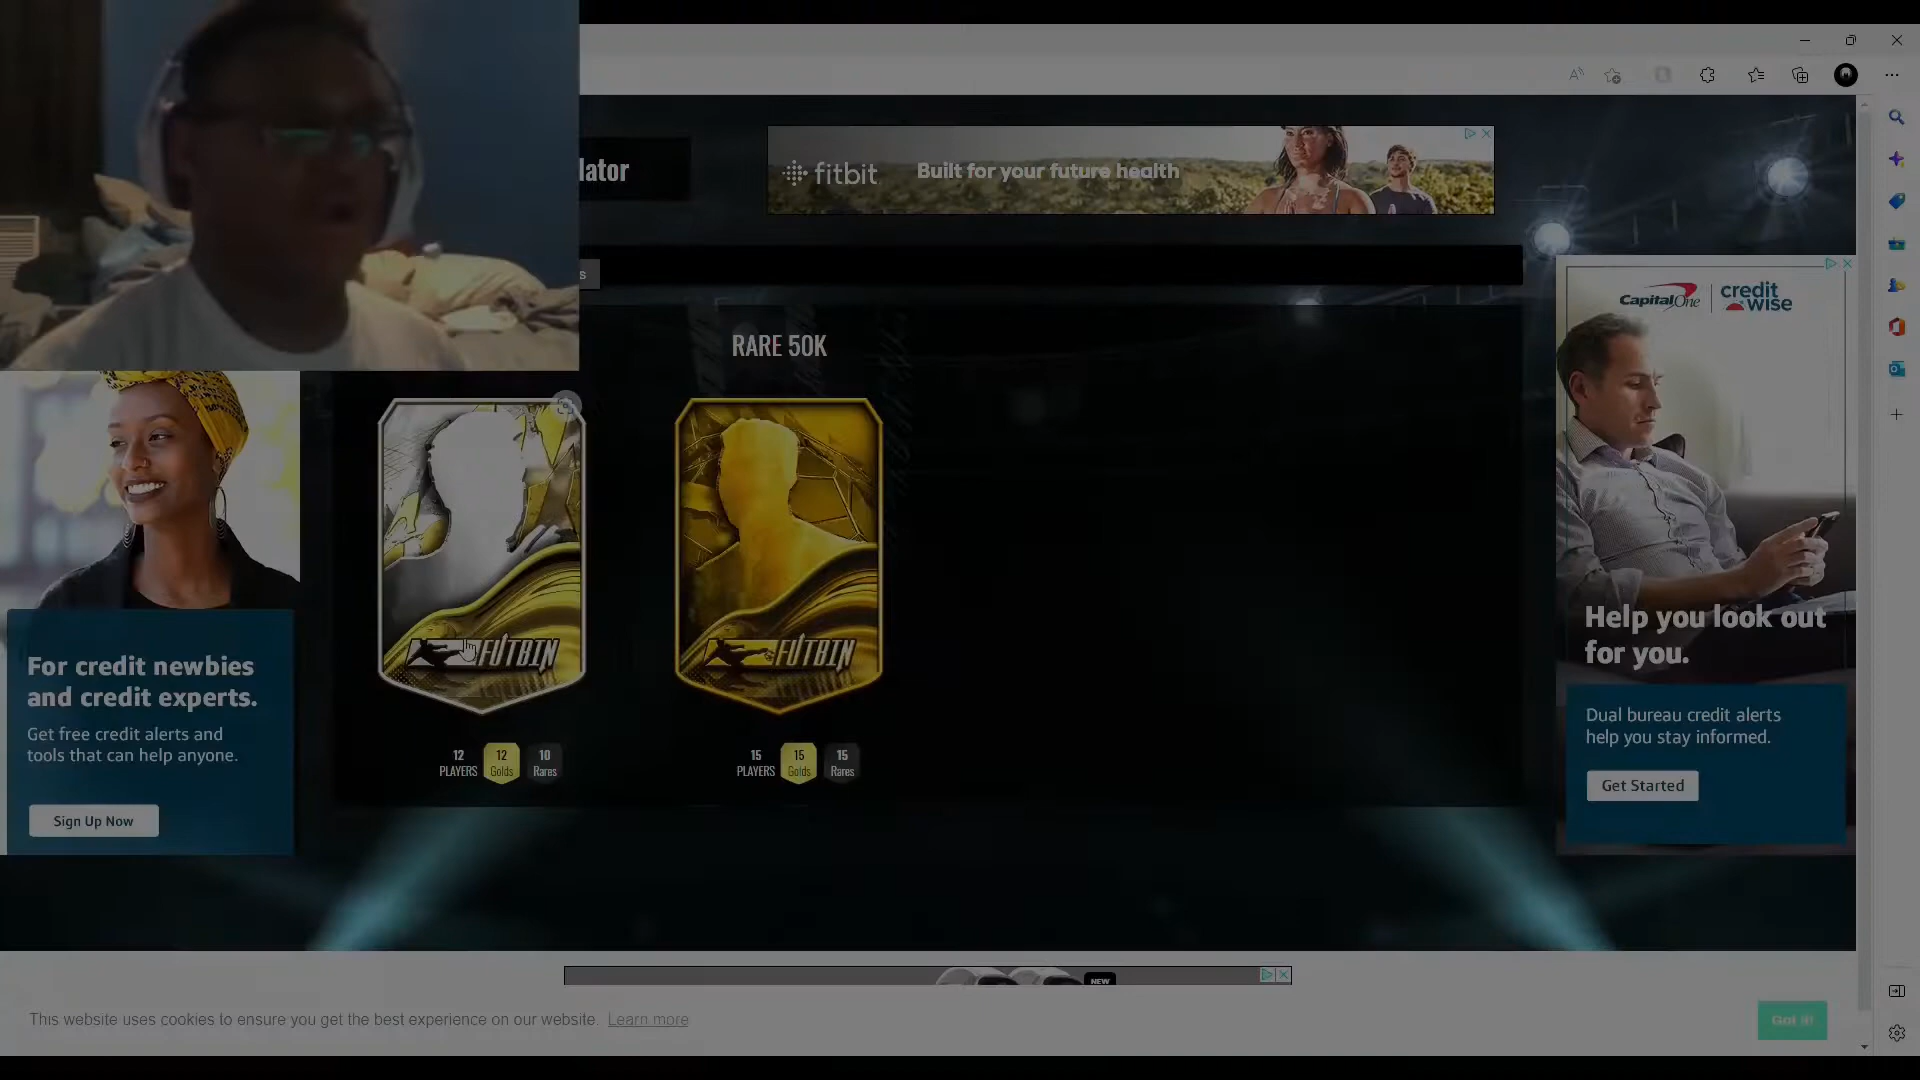 lator
fitbit
Built for your future health
s
RARE 50K
FUTBIN
FUTBIN
12
PLAYERS
12
Golds
10
Rares
15
PLAYERS
15
Golds
15
Rares
For credit newbies
and credit experts.
Get free credit alerts and
tools that can help anyone.
Sign Up Now
CapitalOne
credit
wise
Help you look out
for you.
Dual bureau credit alerts
help you stay informed.
Get Started
NEW
This website uses cookies to ensure you get the best experience on our website. Learn more
Got it!